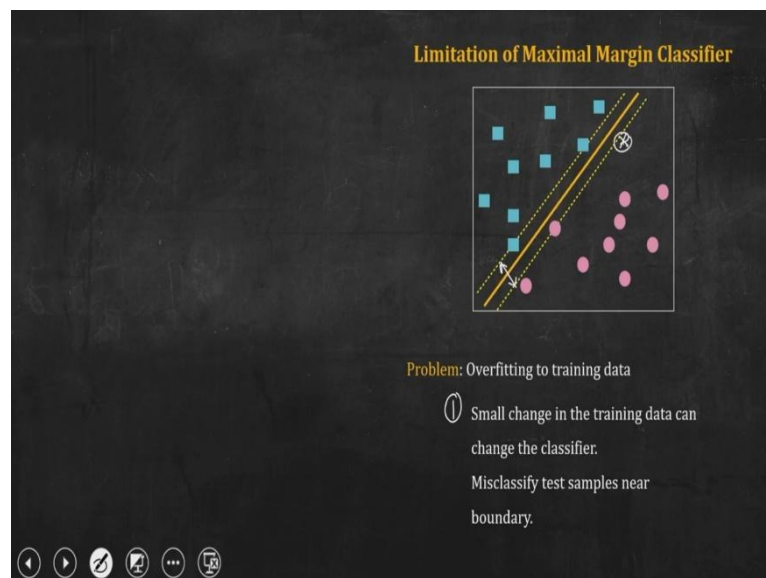 Limitation of Maximal Margin Classifier
Problem: Overfitting to training data
1 Small change in the training data can
change the classifier.
Misclassify test samples near
boundary.